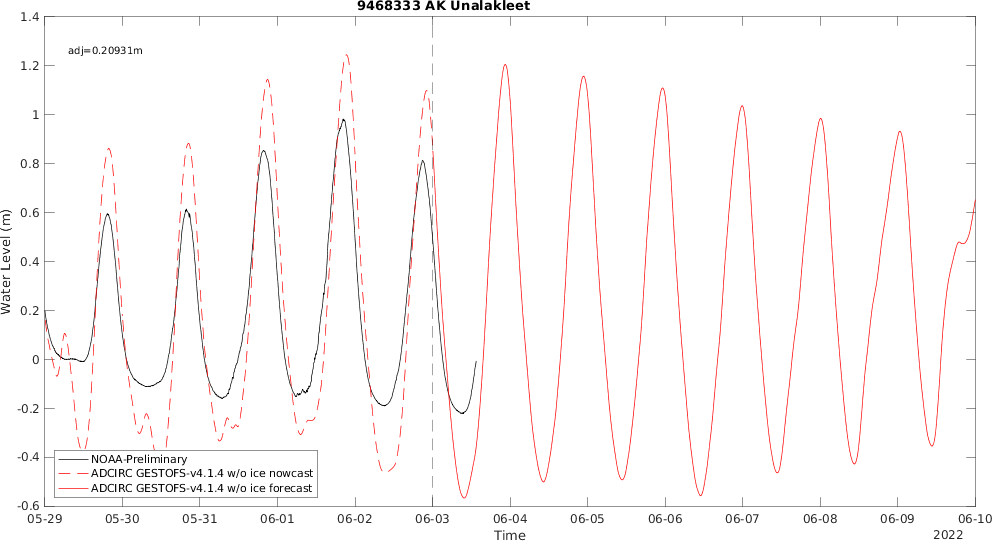 9468333 AK Unalakleet
adj=0.20931m
Water Level (m)
1.4
1.2
1
0.8
0.6
0.4
0.2
0
-0.2
-0.4
-0.6
NOAA-Preliminary
ADCIRC GESTOFS-v4.1.4 w/o ice nowcast
ADCIRC GESTOFS-v4.1.4 w/o ice forecast
05-29 05-30 05-31 06-01 06-02 06-03 06-04 06-05 06-06 06-07 06-08 06-09 06-10
Time
2022